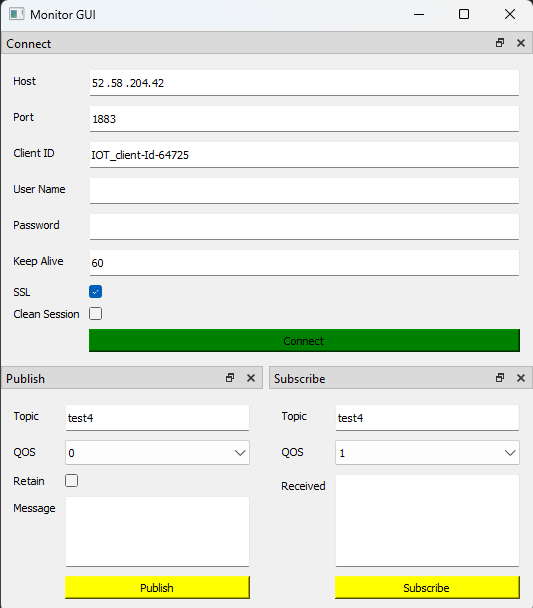 Monitor GUI
Connect
Host 52 .58 .204.42
Port 1883
Client ID IOT_client-Id-64725
User Name
Password
Keep Alive 60
SSL
Clean Session
Connect
Publish
Topic test4
QOS 0
Retain
Message
Publish
Subscribe
Topic test4
QOS 1
Received
Subscribe